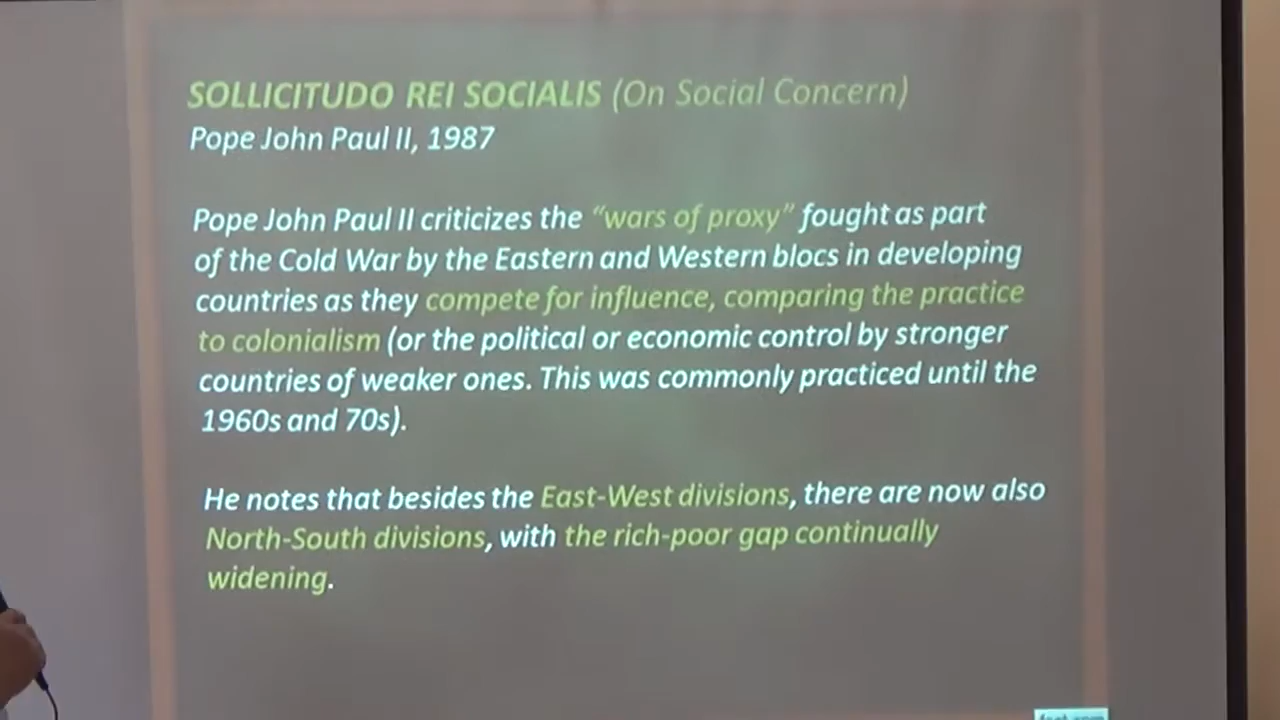 SOLLICITUDO REI SOCIALIS (On Social Concern)
Pope John Paul II, 1987
Pope John Paul II criticizes the “wars of proxy” fought as part
of the Cold War by the Eastern and Western blocs in developing
countries as they compete for influence, comparing the practice
to colonialism (or the political or economic control by stronger
countries of weaker ones. This was commonly practiced until the
1960s and 70s).
He notes that besides the East-West divisions, there are now also
North-South divisions, with the rich-poor gap continually
widening.